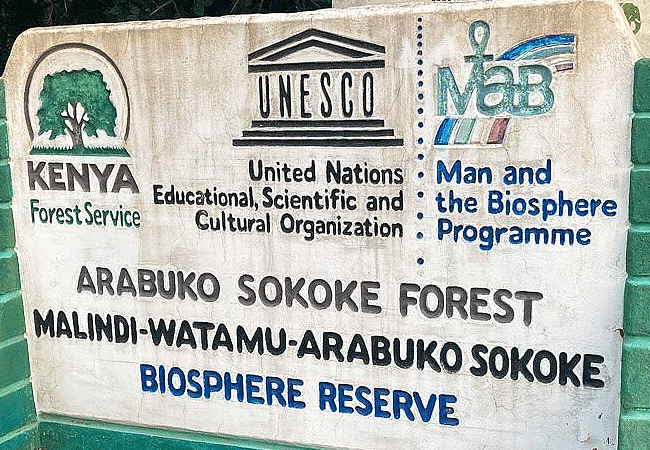 KENYA
Forest Service
UNESCO
United Nations
Educational, Scientific and
Cultural Organization
MaB
Man and
the Biosphere
Programme
ARABUKO SOKOKE FOREST
MALINDI-WATAMU-ARABUKO SOKOKE
BIOSPHERE RESERVE